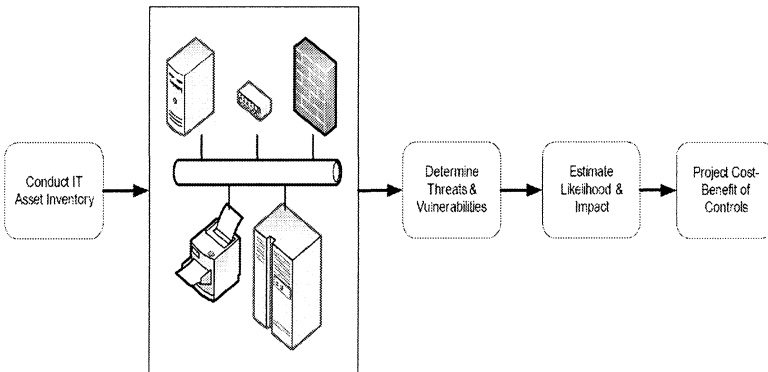 Conduct IT
Asset Inventory
Determine
Threats &
Vulnerabilities
Estimate
Likelihood &
Impact
Project Cost-
Benefit of
Controls